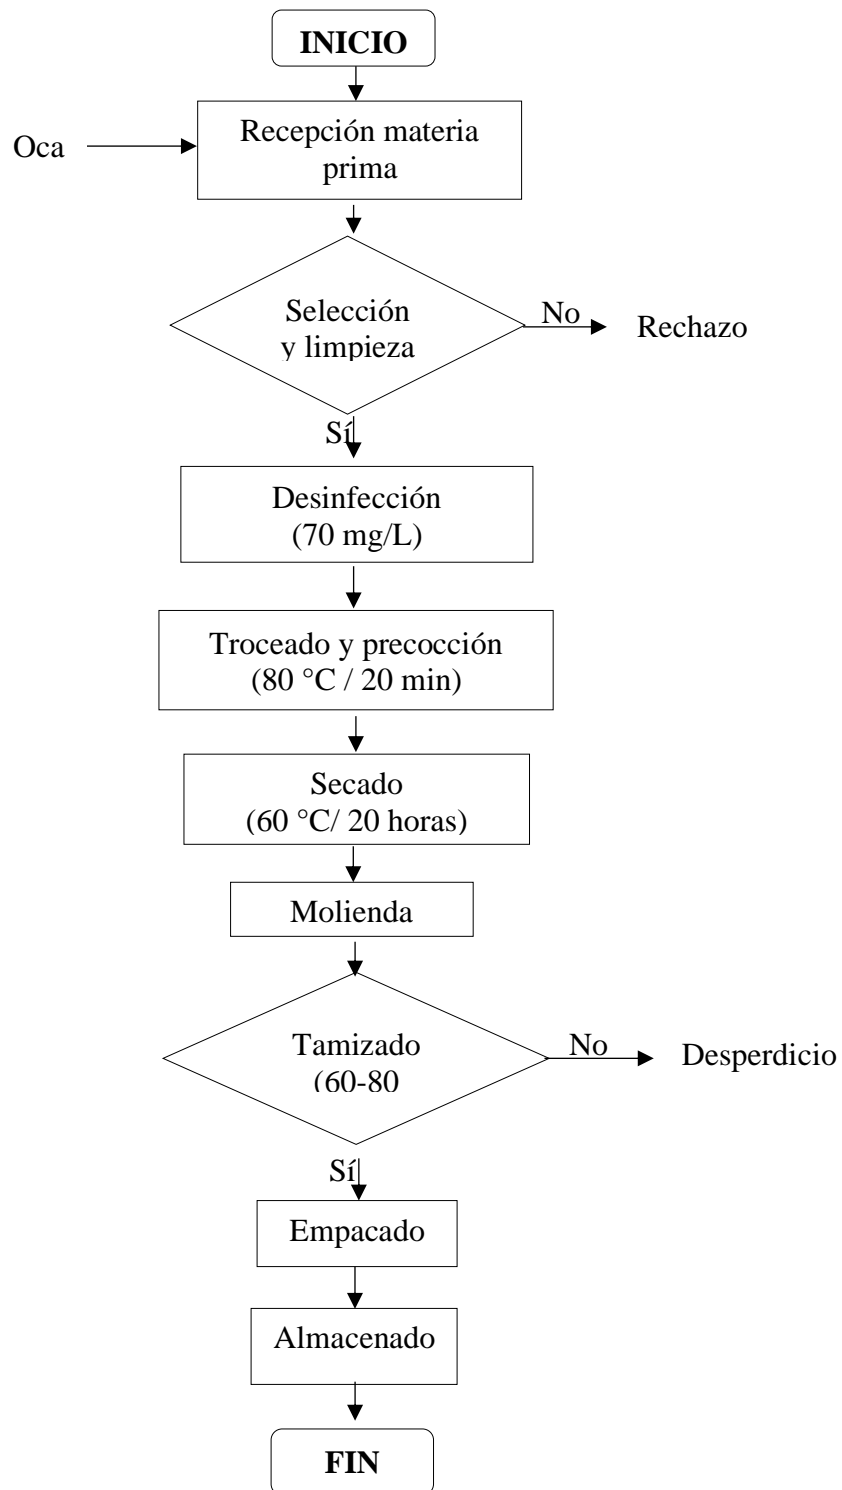 INICIO
Oca
Recepción materia
prima
Selección
y limpieza
No
Rechazo
Sí
Desinfección
(70 mg/L)
Troceado y precocción
(80 °C / 20 min)
Secado
(60 °C/ 20 horas)
Molienda
Tamizado
(60-80
No
Desperdicio
Sí
Empacado
Almacenado
FIN